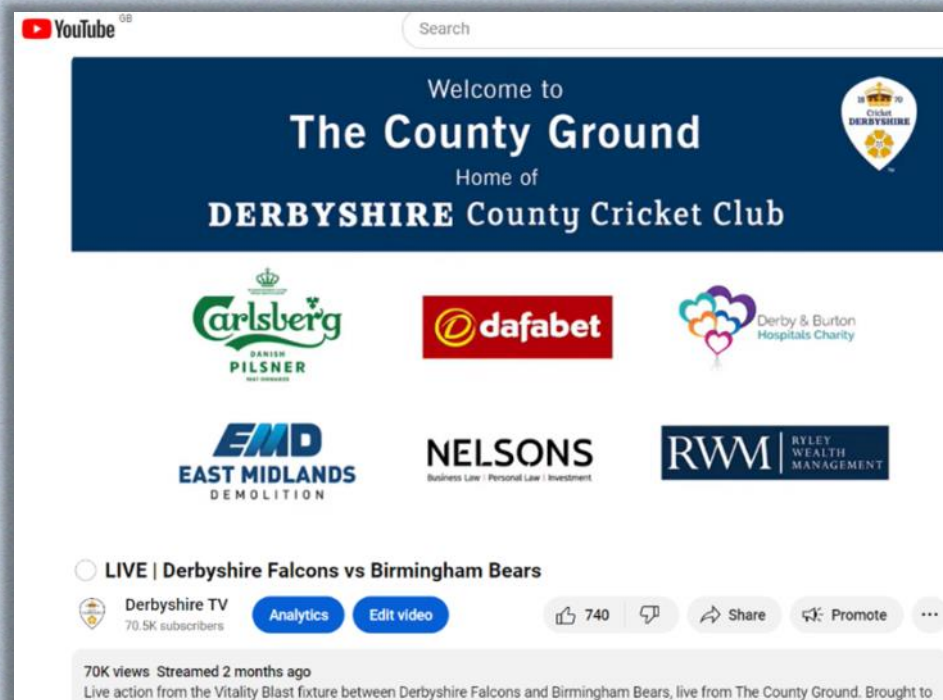 YouTube GB
Search
Welcome to
The County Ground
Home of
DERBYSHIRE County Cricket Club
18 70
Cricket
DERBYSHIRE
Carlsberg
DANISH
PILSNER
dafabet
Derby & Burton
Hospitals Charity
EMD
EAST MIDLANDS
DEMOLITION
NELSONS
Business Law | Personal Law | Investment
RWM | RYLEY
WEALTH
MANAGEMENT
LIVE | Derbyshire Falcons vs Birmingham Bears
Derbyshire TV
70.5K subscribers
Analytics
Edit video
740
Share
Promote
70K views Streamed 2 months ago
Live action from the Vitality Blast fixture between Derbyshire Falcons and Birmingham Bears, live from The County Ground. Brought to